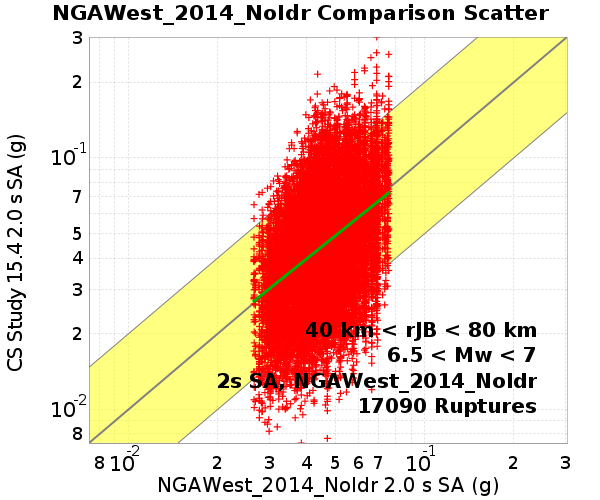 NGAWest_2014_NoIdr Comparison Scatter
CS Study 15.4 2.0 s SA (g)
3
2
10^-1
7
5
4
3
2
10^-2
8
40 km < rJB < 80 km
6.5 < Mw < 7
2s SA, NGAWest_2014_NoIdr
17090 Ruptures
8 10^-2 2 3 4 5 6 7 10^-1 2 3
NGAWest_2014_NoIdr 2.0 s SA (g)